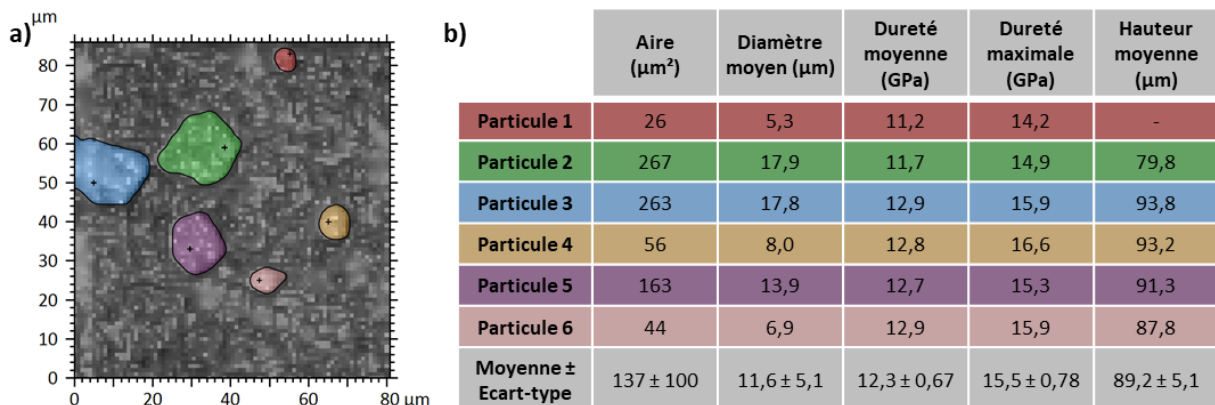 a)
µm
80
70
60
50
40
30
20
10
0
0 20 40 60 80 µm
b)
Aire (µm²) Diamètre moyen (µm) Dureté moyenne (GPa) Dureté maximale (GPa) Hauteur moyenne (µm)
Particule 1 26 5,3 11,2 14,2 -
Particule 2 267 17,9 11,7 14,9 79,8
Particule 3 263 17,8 12,9 15,9 93,8
Particule 4 56 8,0 12,8 16,6 93,2
Particule 5 163 13,9 12,7 15,3 91,3
Particule 6 44 6,9 12,9 15,9 87,8
Moyenne ± Ecart-type 137 ± 100 11,6 ± 5,1 12,3 ± 0,67 15,5 ± 0,78 89,2 ± 5,1